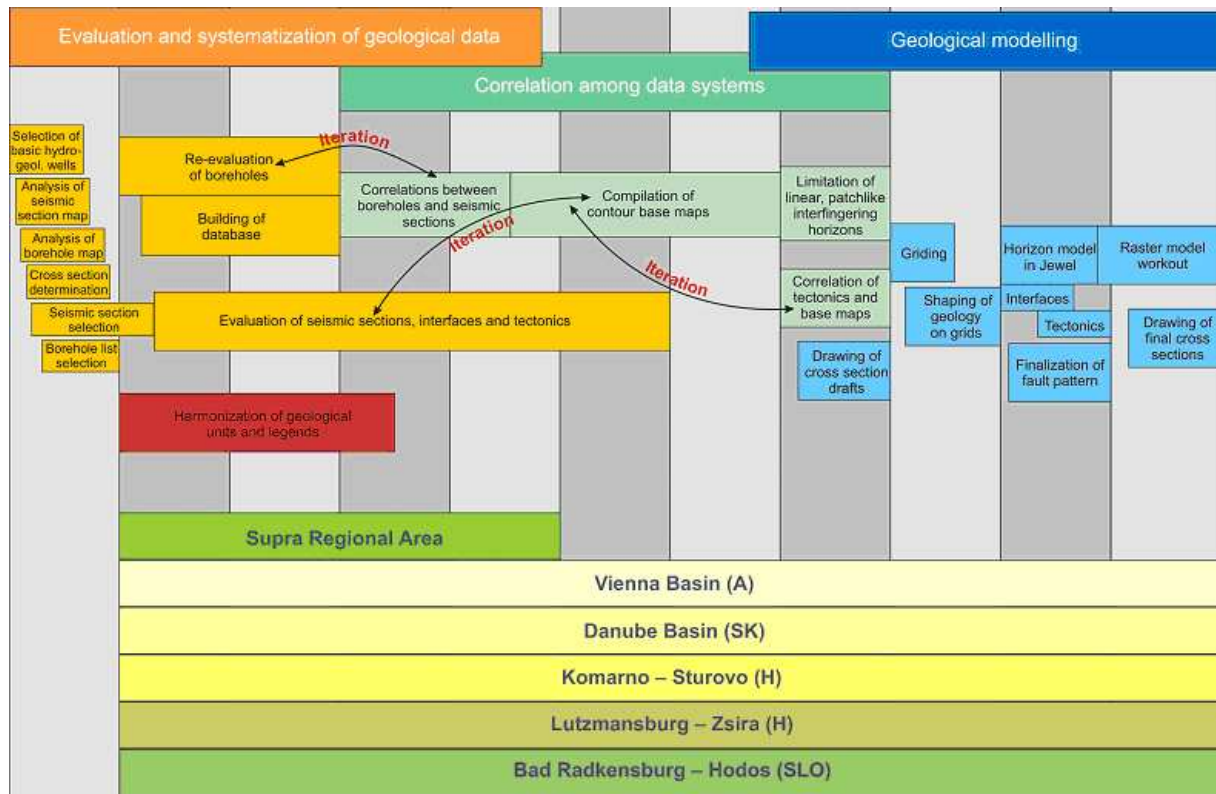 Evaluation and systematization of geological data
Geological modelling
Correlation among data systems
Selection of
basic hydro-
geol. wells
Analysis of
seismic
section map
Analysis of
borehole map
Cross section
determination
Seismic section
selection
Borehole list
selection
Re-evaluation
of boreholes
Building of
database
Iteration
Correlations between
boreholes and seismic
sections
Compilation of
contour base maps
Iteration
Iteration
Evaluation of seismic sections, interfaces and tectonics
Harmonization of geological
units and legends
Limitation of
linear, patchlike
interfingering
horizons
Correlation of
tectonics and
base maps
Drawing of
cross section
drafts
Griding
Shaping of
geology
on grids
Horizon model
in Jewel
Interfaces
Tectonics
Finalization of
fault pattern
Raster model
workout
Drawing of
final cross
sections
Supra Regional Area
Vienna Basin (A)
Danube Basin (SK)
Komarno – Sturovo (H)
Lutzmansburg – Zsira (H)
Bad Radkensburg – Hodos (SLO)